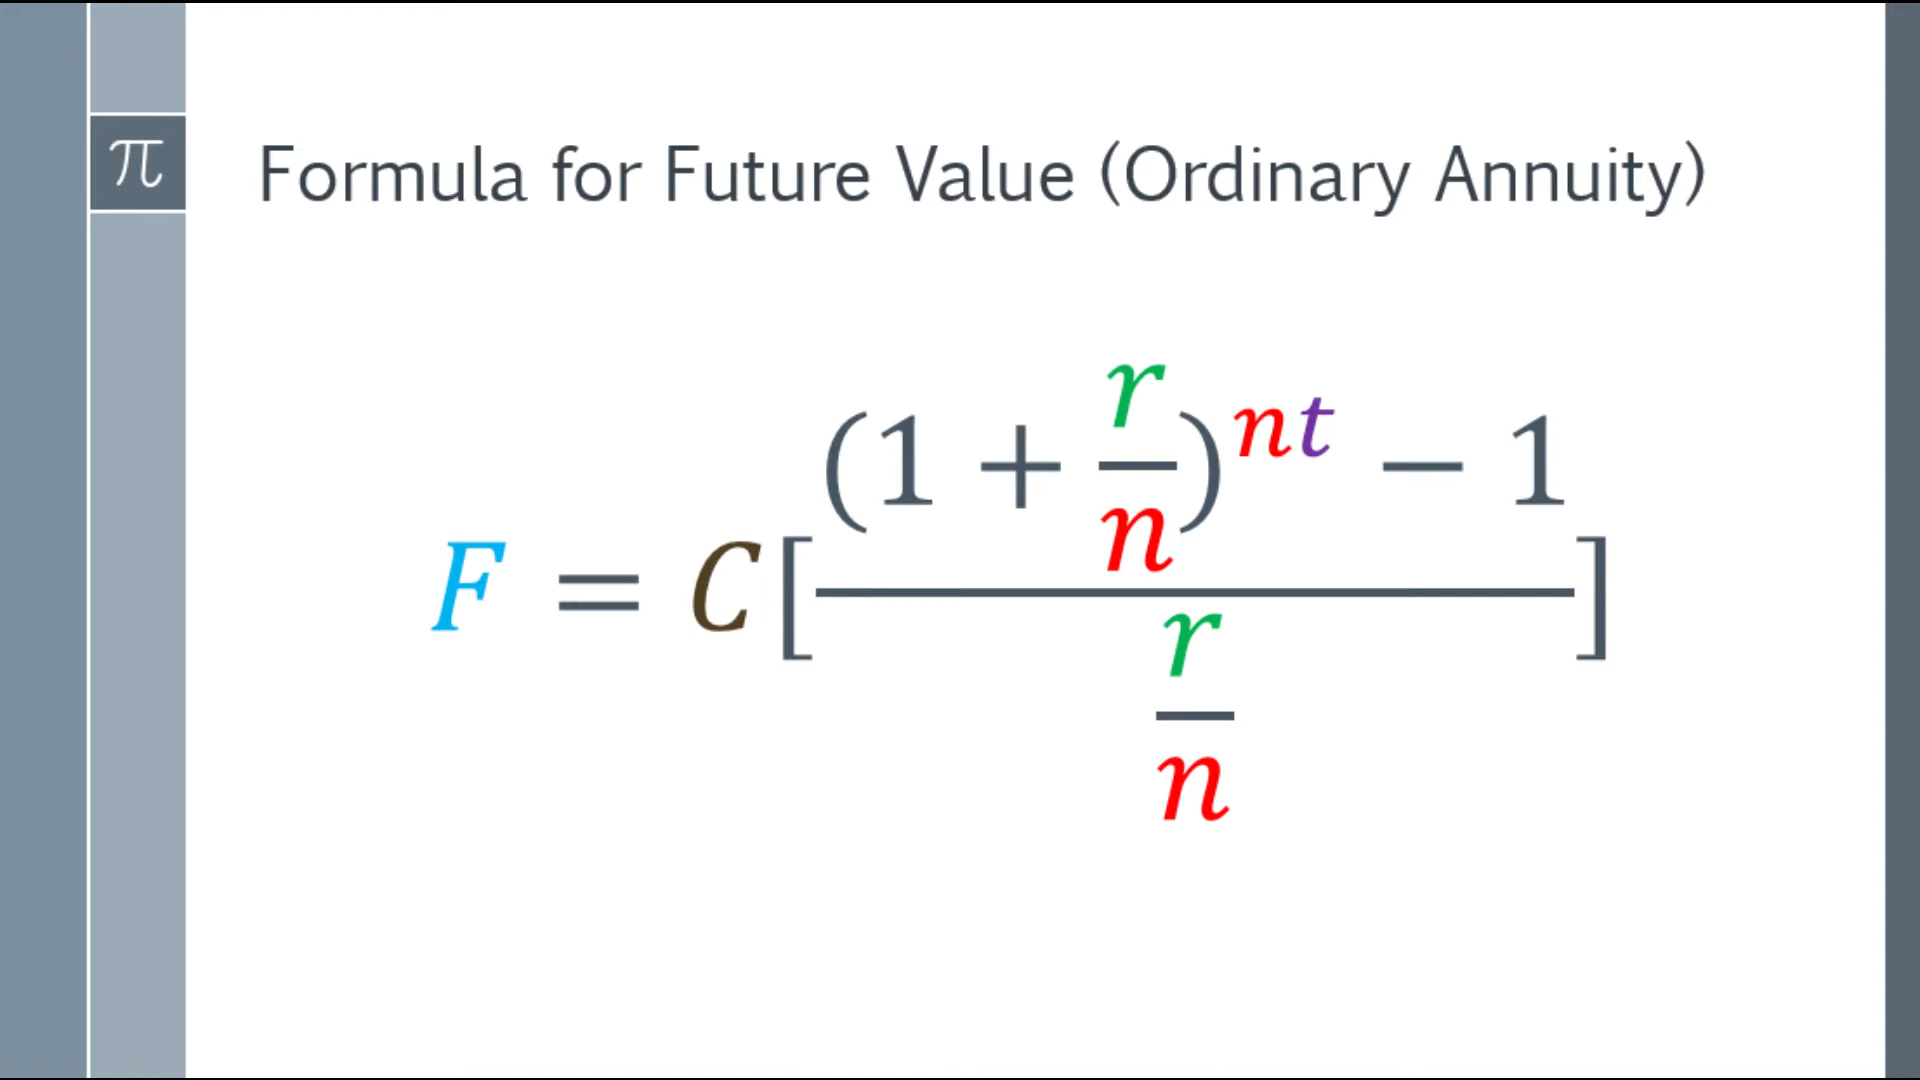 π
Formula for Future Value (Ordinary Annuity)
F = C[((1 + r/n)^nt − 1)/(r/n)]